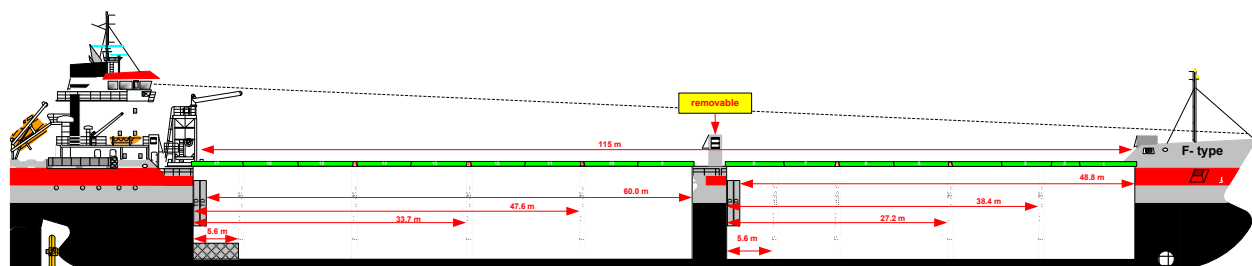 removable
115 m
F- type
48.8 m
60.0 m
38.4 m
47.6 m
27.2 m
33.7 m
5.6 m
5.6 m